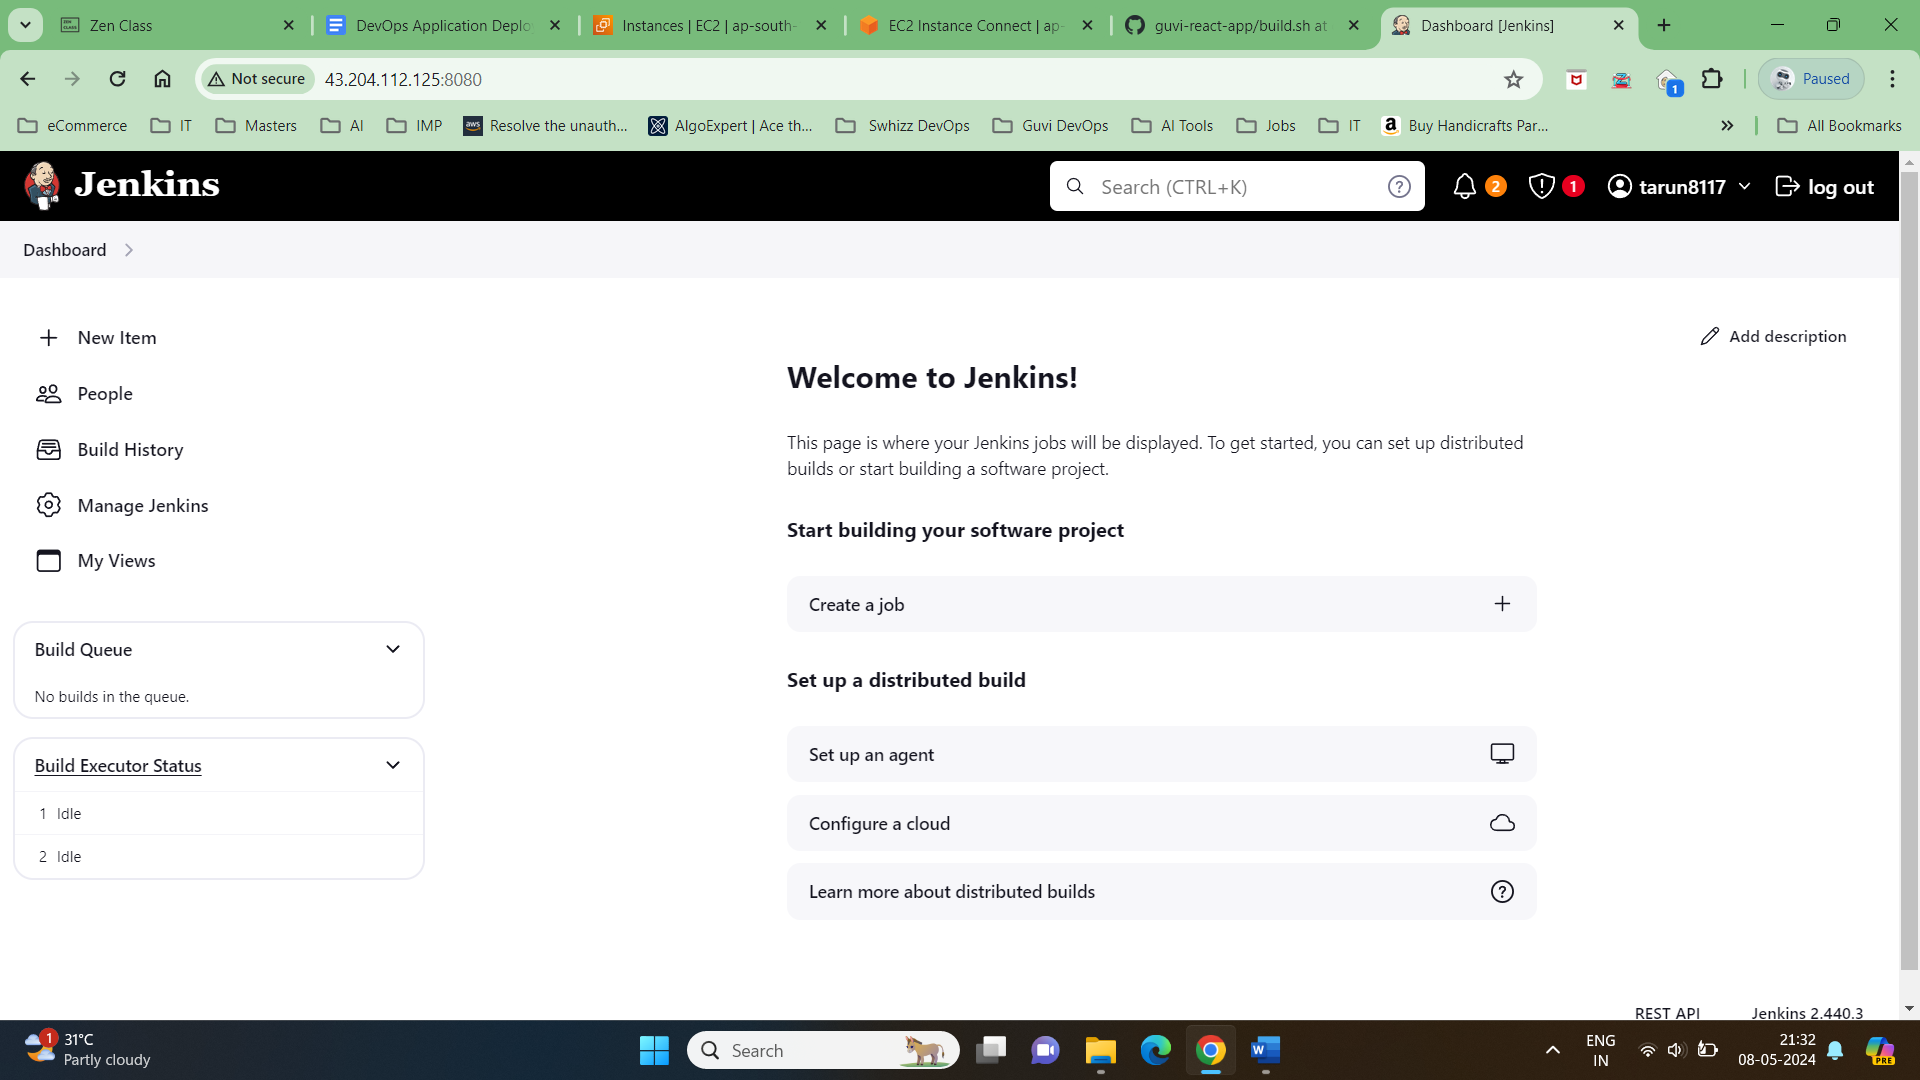 Zen Class
DevOps Application Deplo
Instances | EC2 | ap-south-
EC2 Instance Connect | ap-
guvi-react-app/build.sh at
Dashboard [Jenkins]
Not secure
43.204.112.125:8080
1
Paused
eCommerce
IT
Masters
AI
IMP
aws
Resolve the unauth...
AlgoExpert | Ace th...
Swhizz DevOps
Guvi DevOps
AI Tools
Jobs
IT
a
Buy Handicrafts Par...
All Bookmarks
Jenkins
Search (CTRL+K)
2
1
tarun8117
log out
Dashboard
New Item
People
Build History
Manage Jenkins
My Views
Add description
Welcome to Jenkins!
This page is where your Jenkins jobs will be displayed. To get started, you can set up distributed
builds or start building a software project.
Start building your software project
Create a job
Set up a distributed build
Set up an agent
Configure a cloud
Learn more about distributed builds
Build Queue
No builds in the queue.
Build Executor Status
1 Idle
2 Idle
REST API
Jenkins 2.440.3
1
31°C
Partly cloudy
Search
W
ENG
IN
21:32
08-05-2024
PRE